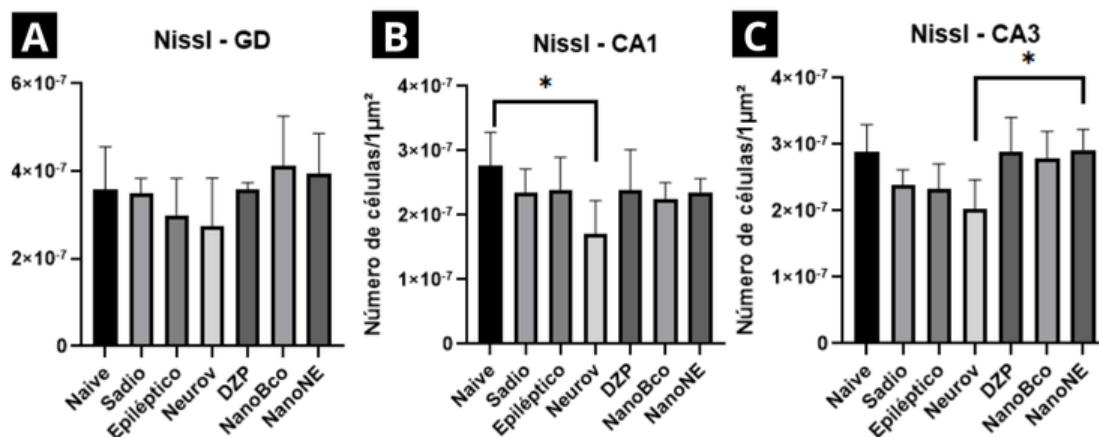 A
Nissl - GD
6×10⁻⁷
4×10⁻⁷
2×10⁻⁷
0
Naive
Sadio
Epiléptico
Neurov
DZP
NanoBco
NanoNE
B
Nissl - CA1
*
Número de células/1µm²
4×10⁻⁷
3×10⁻⁷
2×10⁻⁷
1×10⁻⁷
0
Naive
Sadio
Epiléptico
Neurov
DZP
NanoBco
NanoNE
C
Nissl - CA3
*
Número de células/1µm²
4×10⁻⁷
3×10⁻⁷
2×10⁻⁷
1×10⁻⁷
0
Naive
Sadio
Epiléptico
Neurov
DZP
NanoBco
NanoNE